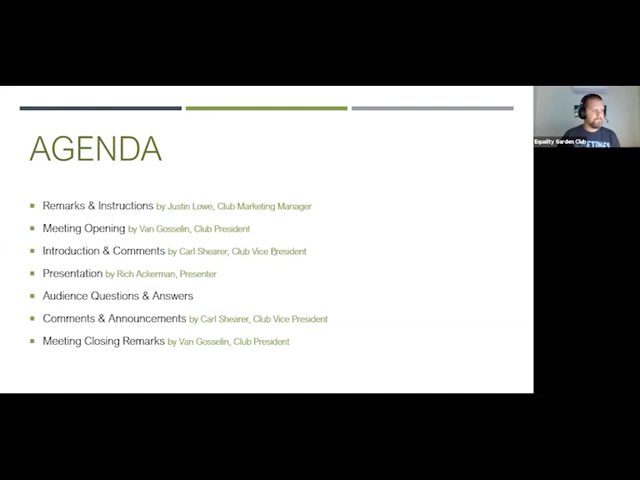 AGENDA
Remarks & Instructions by Justin Lowe, Club Marketing Manager
Meeting Opening by Van Gosselin, Club President
Introduction & Comments by Carl Shearer, Club Vice President
Presentation by Rich Ackerman, Presenter
Audience Questions & Answers
Comments & Announcements by Carl Shearer, Club Vice President
Meeting Closing Remarks by Van Gosselin, Club President
Equality Garden Club